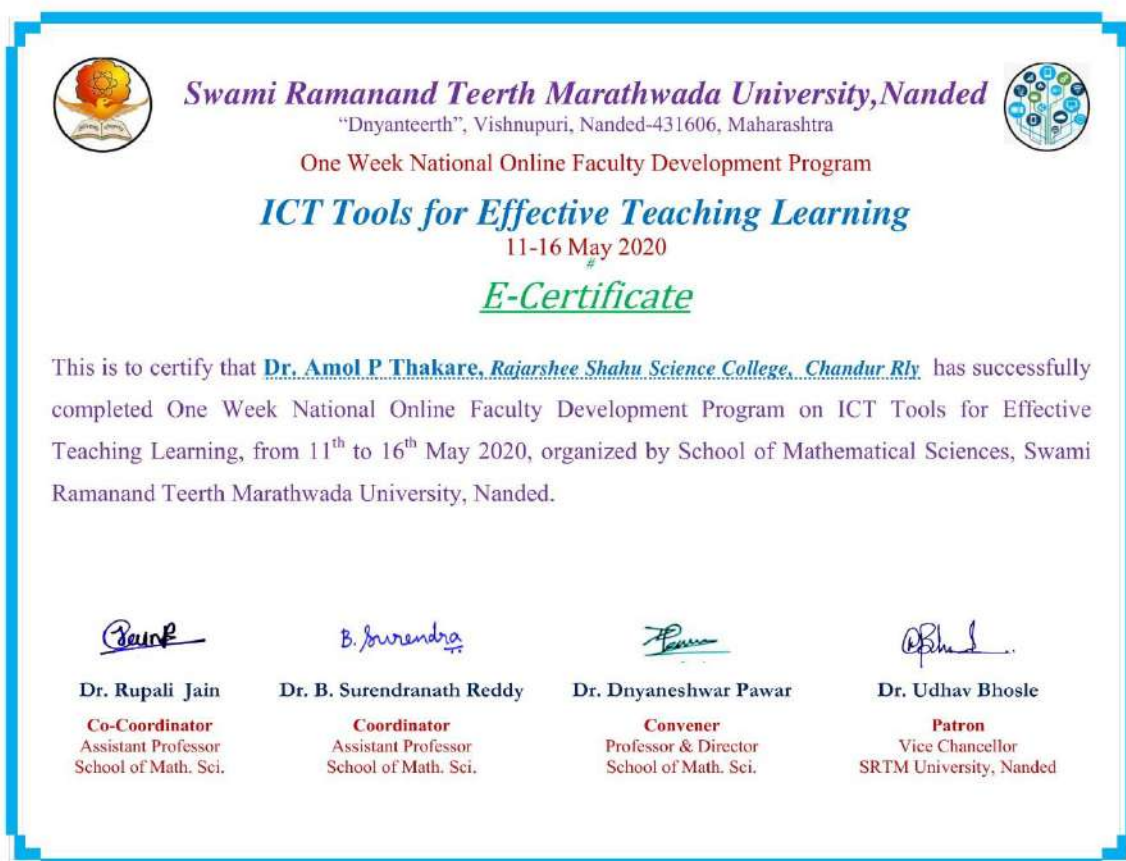 Swami Ramanand Teerth Marathwada University,Nanded
“Dnyanteerth”, Vishnupuri, Nanded-431606, Maharashtra
One Week National Online Faculty Development Program
ICT Tools for Effective Teaching Learning
11-16 May 2020
#
E-Certificate
This is to certify that Dr. Amol P Thakare, Rajarshee Shahu Science College, Chandur Rly has successfully
completed One Week National Online Faculty Development Program on ICT Tools for Effective
Teaching Learning, from 11th to 16th May 2020, organized by School of Mathematical Sciences, Swami
Ramanand Teerth Marathwada University, Nanded.
B. Surendra
Dr. Rupali Jain Dr. B. Surendranath Reddy Dr. Dnyaneshwar Pawar Dr. Udhav Bhosle
Co-Coordinator Coordinator Convener Patron
Assistant Professor Assistant Professor Professor & Director Vice Chancellor
School of Math. Sci. School of Math. Sci. School of Math. Sci. SRTM University, Nanded